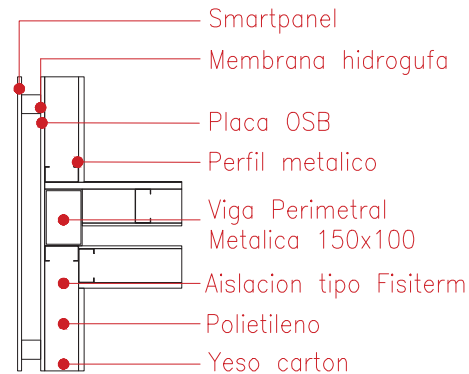 Smartpanel
Membrana hidrogufa
Placa OSB
Perfil metalico
Viga Perimetral
Metalica 150x100
Aislacion tipo Fisiterm
Polietileno
Yeso carton